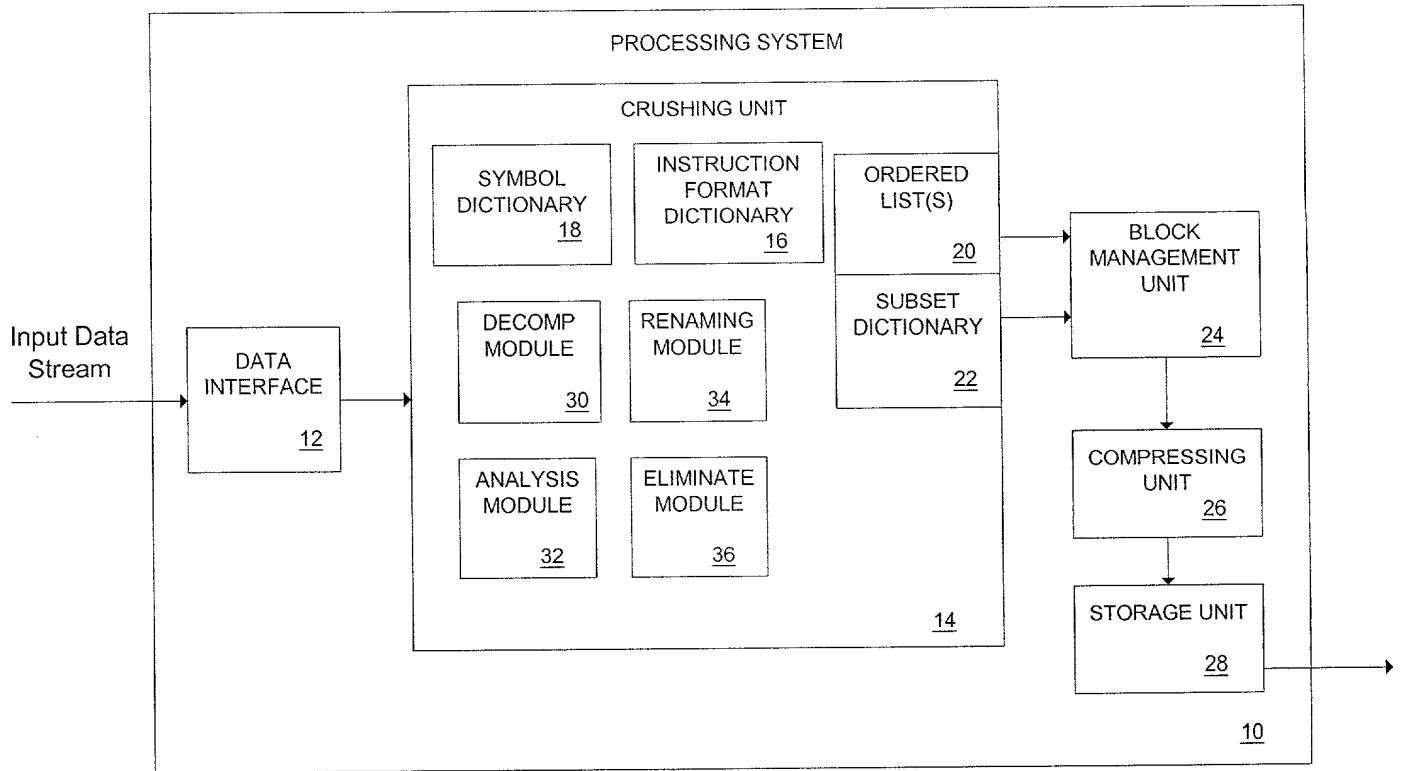 PROCESSING SYSTEM
CRUSHING UNIT
SYMBOL
DICTIONARY
18
INSTRUCTION
FORMAT
DICTIONARY
16
ORDERED
LIST(S)
20
BLOCK
MANAGEMENT
UNIT
24
SUBSET
DICTIONARY
22
DECOMP
MODULE
30
RENAMING
MODULE
34
Input Data
Stream
DATA
INTERFACE
12
ANALYSIS
MODULE
32
ELIMINATE
MODULE
36
COMPRESSING
UNIT
26
14
STORAGE UNIT
28
10